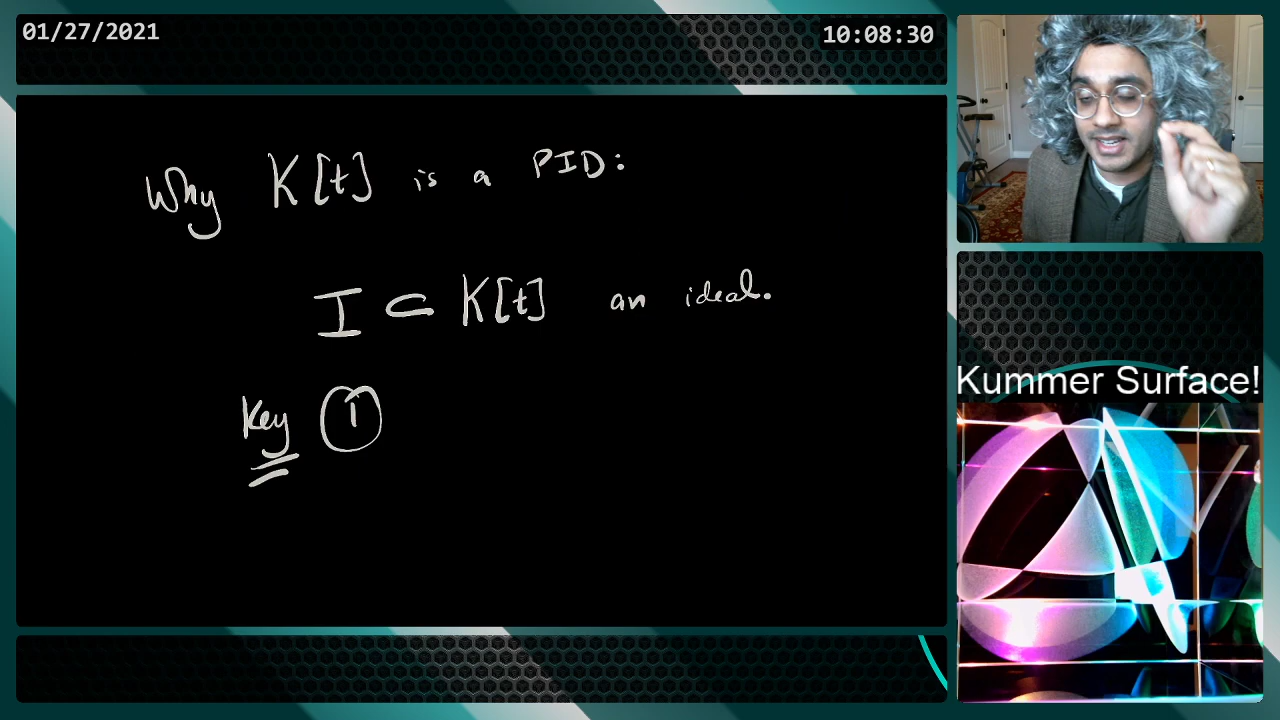 01/27/2021
10:08:30
Why K[t] is a PID:
I ⊂ K[t] an ideal.
Key ①
Kummer Surface!